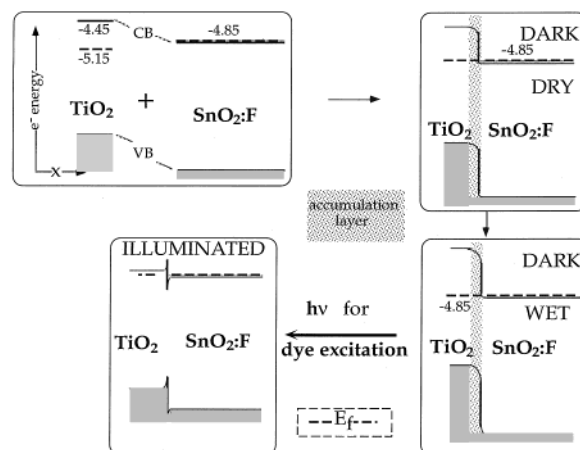 -4.45
CB
-4.85
-5.15
e⁻ energy
TiO₂
+
SnO₂:F
VB
X
DARK
-4.85
DRY
TiO₂
SnO₂:F
accumulation
layer
ILLUMINATED
TiO₂
SnO₂:F
hν for
dye excitation
E_f
DARK
-4.85
WET
TiO₂
SnO₂:F